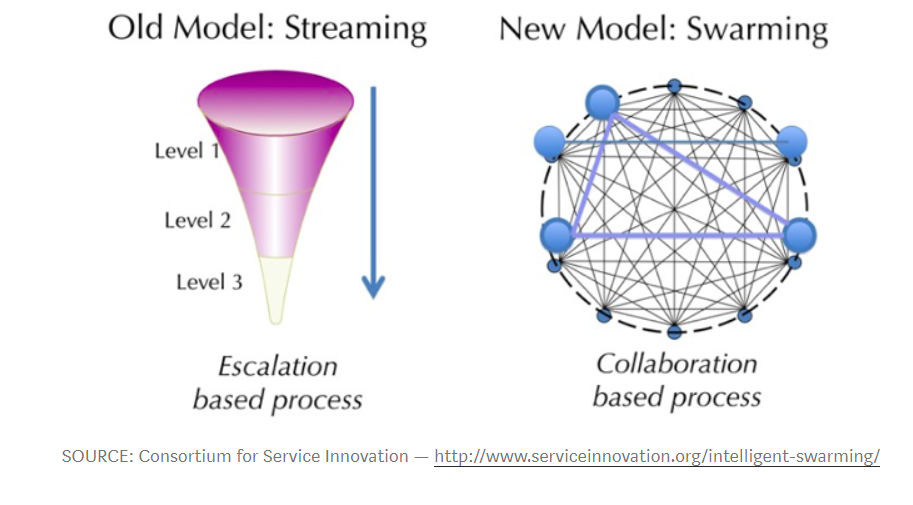 Old Model: Streaming
New Model: Swarming
Level 1
Level 2
Level 3
Escalation
based process
Collaboration
based process
SOURCE: Consortium for Service Innovation — http://www.serviceinnovation.org/intelligent-swarming/